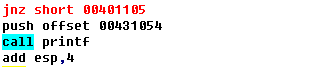 jnz short 00401105
push offset 00431054
call printf
add esp,4